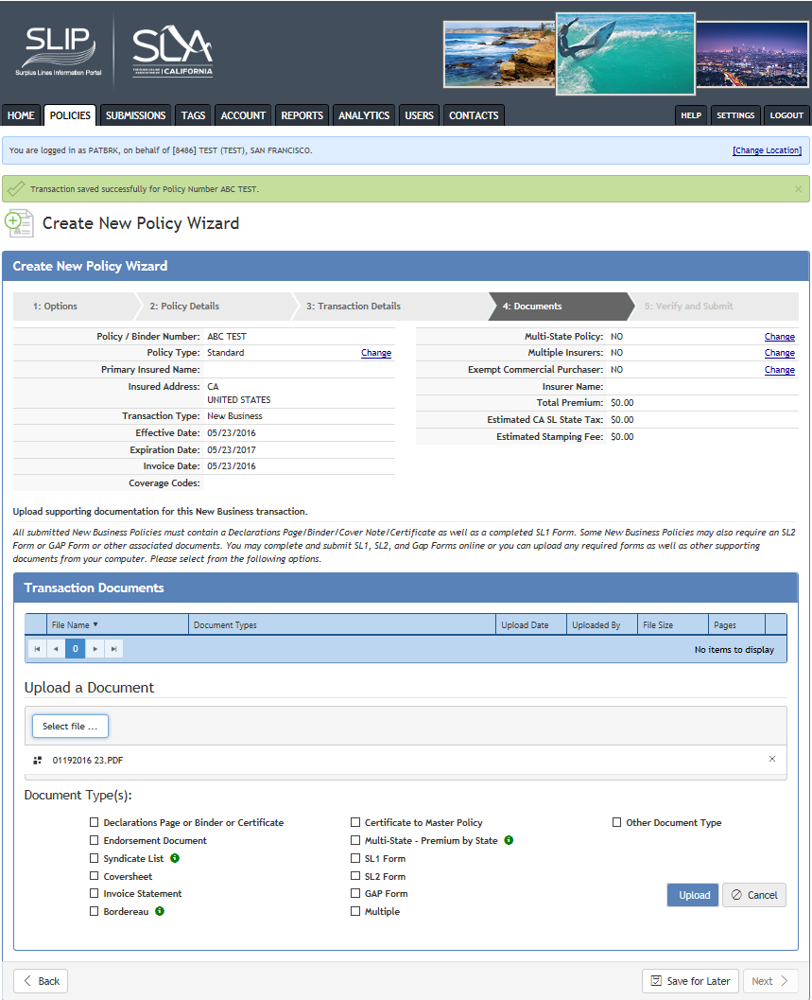 SLIP
Surplus Lines Information Portal
SLA
THE SURPLUS LINE ASSOCIATION OF | CALIFORNIA
HOME POLICIES SUBMISSIONS TAGS ACCOUNT REPORTS ANALYTICS USERS CONTACTS HELP SETTINGS LOGOUT
You are logged in as PATBRK, on behalf of [8486] TEST (TEST), SAN FRANCISCO. [Change Location]
Transaction saved successfully for Policy Number ABC TEST.
Create New Policy Wizard
Create New Policy Wizard
1: Options 2: Policy Details 3: Transaction Details 4: Documents 5: Verify and Submit
Policy / Binder Number: ABC TEST
Policy Type: Standard Change
Primary Insured Name:
Insured Address: CA
UNITED STATES
Transaction Type: New Business
Effective Date: 05/23/2016
Expiration Date: 05/23/2017
Invoice Date: 05/23/2016
Coverage Codes:
Multi-State Policy: NO Change
Multiple Insurers: NO Change
Exempt Commercial Purchaser: NO Change
Insurer Name:
Total Premium: $0.00
Estimated CA SL State Tax: $0.00
Estimated Stamping Fee: $0.00
Upload supporting documentation for this New Business transaction.
All submitted New Business Policies must contain a Declarations Page/Binder/Cover Note/Certificate as well as a completed SL1 Form. Some New Business Policies may also require an SL2
Form or GAP Form or other associated documents. You may complete and submit SL1, SL2, and Gap Forms online or you can upload any required forms as well as other supporting
documents from your computer. Please select from the following options.
Transaction Documents
File Name ▼ Document Types Upload Date Uploaded By File Size Pages
0 No items to display
Upload a Document
Select file ...
01192016 23.PDF
Document Type(s):
Declarations Page or Binder or Certificate
Endorsement Document
Syndicate List
Coversheet
Invoice Statement
Bordereau
Certificate to Master Policy
Multi-State - Premium by State
SL1 Form
SL2 Form
GAP Form
Multiple
Other Document Type
Upload Cancel
Back Save for Later Next